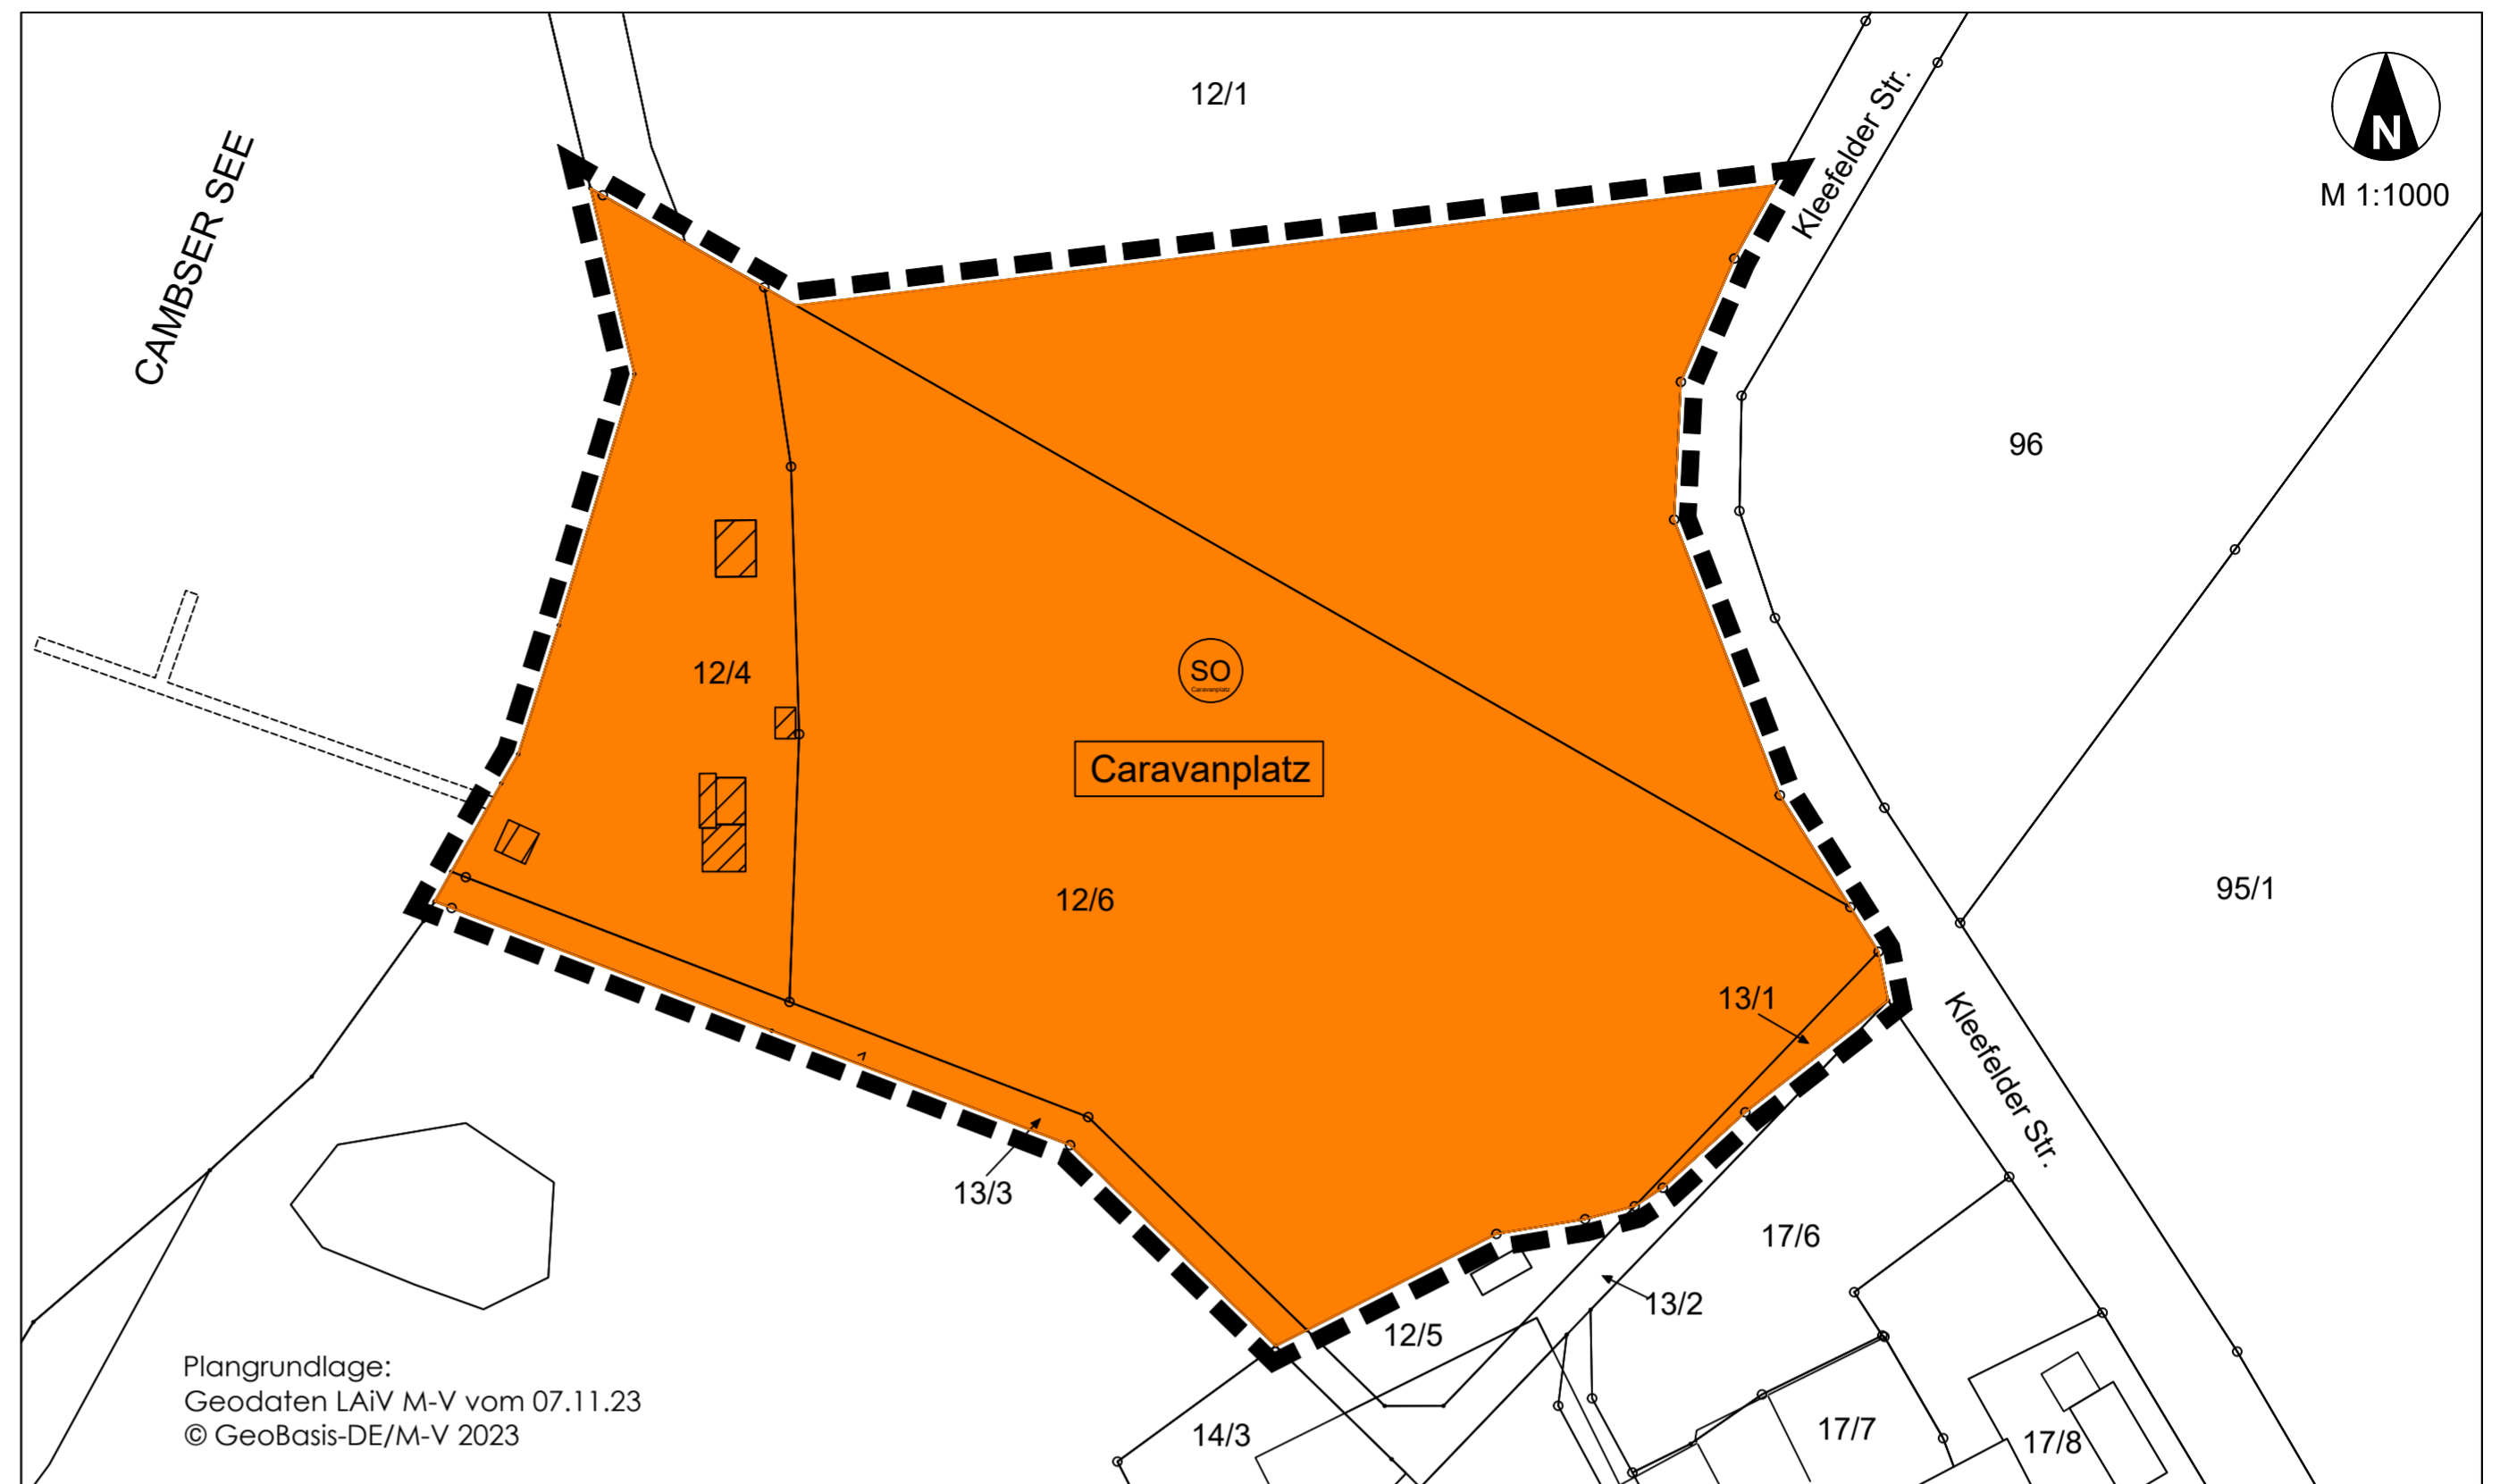 12/1
Kleefelder Str.
N
M 1:1000
CAMBSER SEE
96
12/4
SO
Caravanplatz
Caravanplatz
12/6
95/1
13/1
Kleefelder Str.
13/3
17/6
13/2
12/5
Plangrundlage:
Geodaten LAiV M-V vom 07.11.23
© GeoBasis-DE/M-V 2023
14/3
17/7
17/8